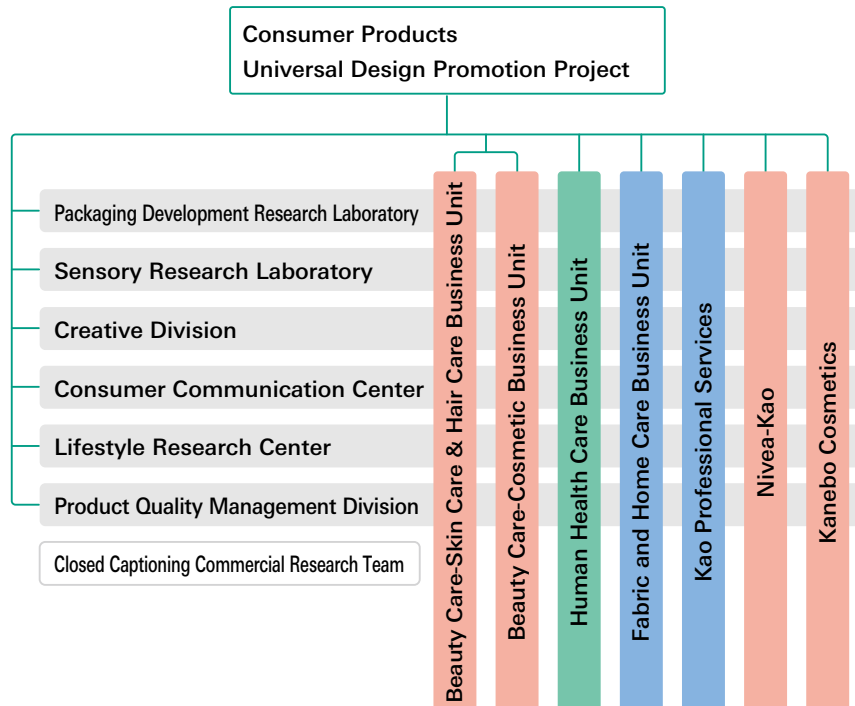 Consumer Products
Universal Design Promotion Project
Packaging Development Research Laboratory
Sensory Research Laboratory
Creative Division
Consumer Communication Center
Lifestyle Research Center
Product Quality Management Division
Closed Captioning Commercial Research Team
Beauty Care-Skin Care & Hair Care Business Unit
Beauty Care-Cosmetic Business Unit
Human Health Care Business Unit
Fabric and Home Care Business Unit
Kao Professional Services
Nivea-Kao
Kanebo Cosmetics